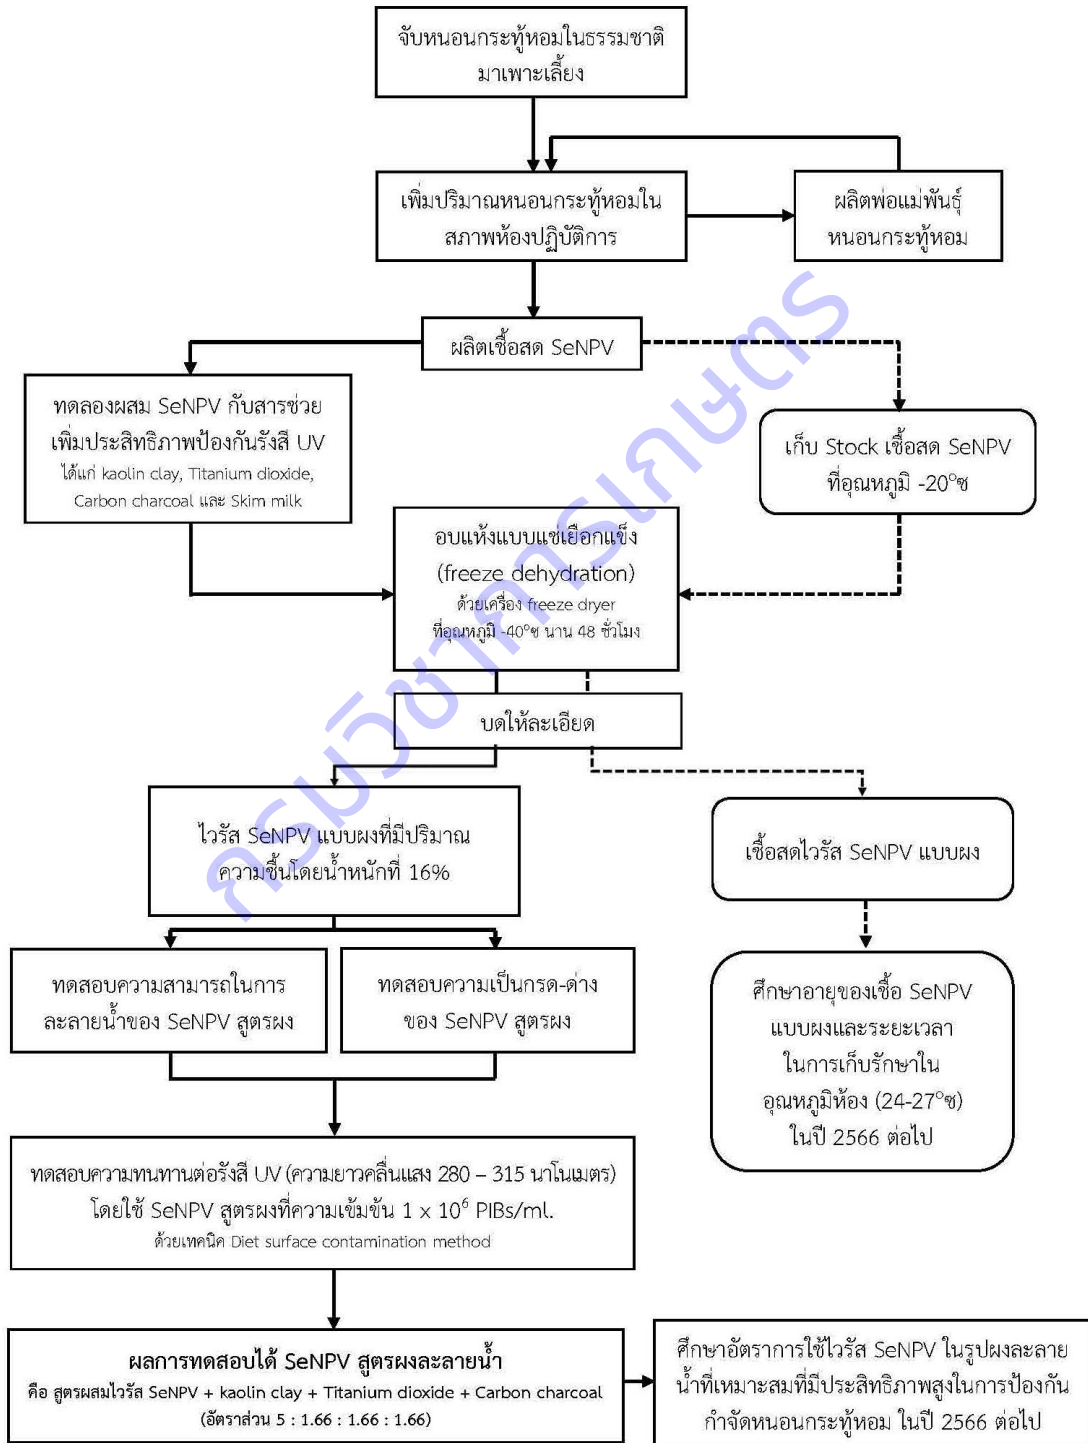 จับหนอนกระทู้หอมในธรรมชาติ
มาเพาะเลี้ยง
เพิ่มปริมาณหนอนกระทู้หอมใน
สภาพห้องปฏิบัติการ
ผลิตพ่อแม่พันธุ์
หนอนกระทู้หอม
ผลิตเชื้อสด SeNPV
ทดลองผสม SeNPV กับสารช่วย
เพิ่มประสิทธิภาพป้องกันรังสี UV
ได้แก่ kaolin clay, Titanium dioxide,
Carbon charcoal และ Skim milk
เก็บ Stock เชื้อสด SeNPV
ที่อุณหภูมิ -20°ซ
อบแห้งแบบแช่เยือกแข็ง
(freeze dehydration)
ด้วยเครื่อง freeze dryer
ที่อุณหภูมิ -40°ซ นาน 48 ชั่วโมง
บดให้ละเอียด
ไวรัส SeNPV แบบผงที่มีปริมาณ
ความชื้นโดยน้ำหนักที่ 16%
เชื้อสดไวรัส SeNPV แบบผง
ทดสอบความสามารถในการ
ละลายน้ำของ SeNPV สูตรผง
ทดสอบความเป็นกรด-ด่าง
ของ SeNPV สูตรผง
ศึกษาอายุของเชื้อ SeNPV
แบบผงและระยะเวลา
ในการเก็บรักษาใน
อุณหภูมิห้อง (24-27°ซ)
ในปี 2566 ต่อไป
ทดสอบความทนทานต่อรังสี UV (ความยาวคลื่นแสง 280 – 315 นาโนเมตร)
โดยใช้ SeNPV สูตรผงที่ความเข้มข้น 1 x 10⁶ PIBs/ml.
ด้วยเทคนิค Diet surface contamination method
ผลการทดสอบได้ SeNPV สูตรผงละลายน้ำ
คือ สูตรผสมไวรัส SeNPV + kaolin clay + Titanium dioxide + Carbon charcoal
(อัตราส่วน 5 : 1.66 : 1.66 : 1.66)
ศึกษาอัตราการใช้ไวรัส SeNPV ในรูปผงละลาย
น้ำที่เหมาะสมที่มีประสิทธิภาพสูงในการป้องกัน
กำจัดหนอนกระทู้หอม ในปี 2566 ต่อไป
กรมวิชาการเกษตร